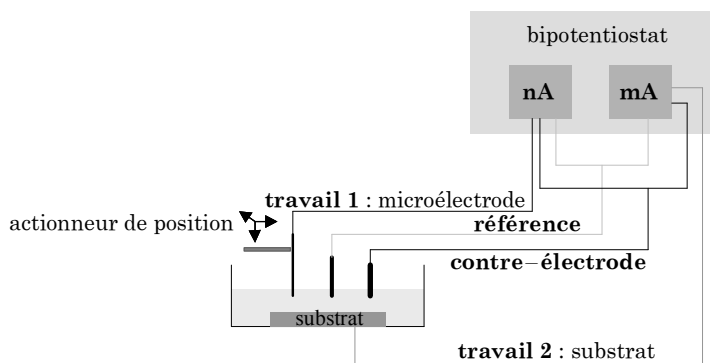 bipotentiostat
nA
mA
travail 1 : microélectrode
actionneur de position
référence
contre−électrode
substrat
travail 2 : substrat